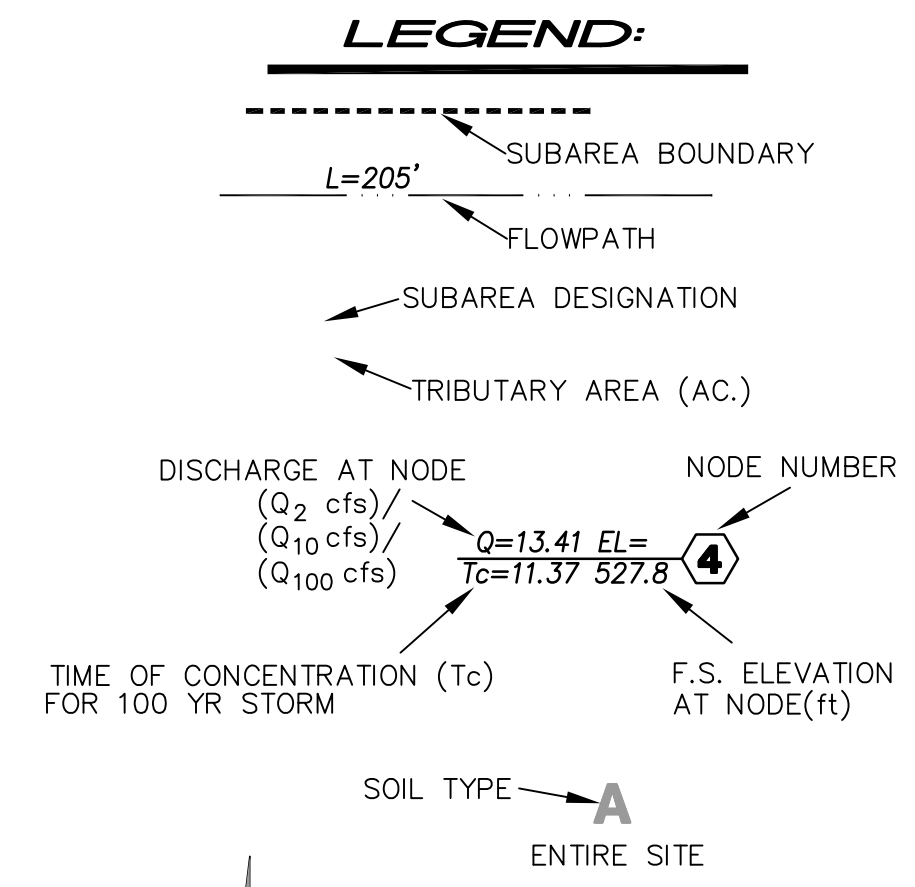 LEGEND:
SUBAREA BOUNDARY
L=205'
FLOWPATH
SUBAREA DESIGNATION
TRIBUTARY AREA (AC.)
DISCHARGE AT NODE
(Q2 cfs)/
(Q10 cfs)/
(Q100 cfs)
NODE NUMBER
Q=13.41 EL=
Tc=11.37 527.8
4
TIME OF CONCENTRATION (Tc)
FOR 100 YR STORM
F.S. ELEVATION
AT NODE(ft)
SOIL TYPE
A
ENTIRE SITE